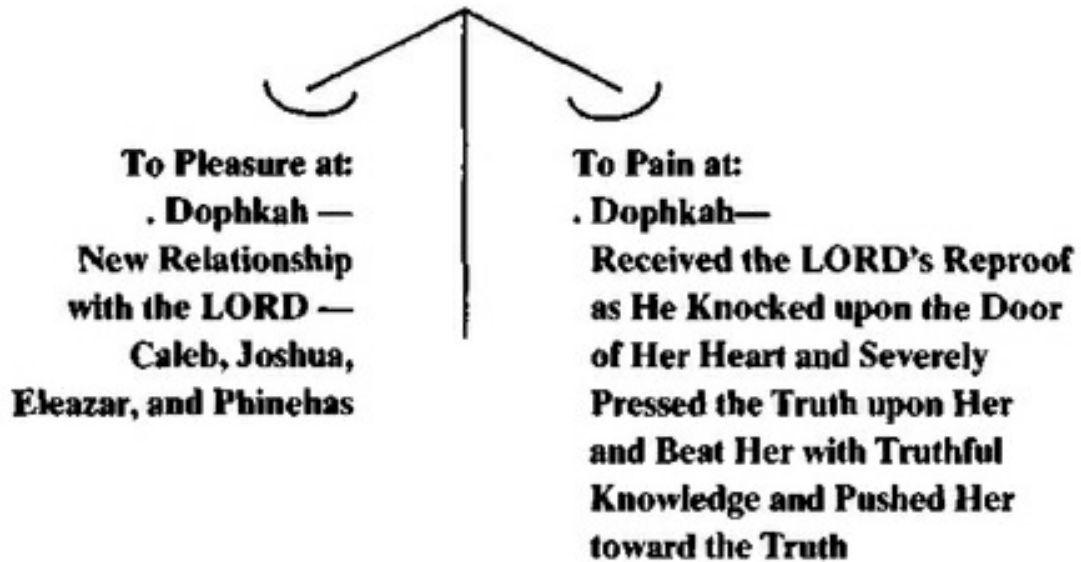 To Pleasure at:
. Dophkah —
New Relationship
with the LORD —
Caleb, Joshua,
Eleazar, and Phinehas
To Pain at:
. Dophkah—
Received the LORD's Reproof
as He Knocked upon the Door
of Her Heart and Severely
Pressed the Truth upon Her
and Beat Her with Truthful
Knowledge and Pushed Her
toward the Truth